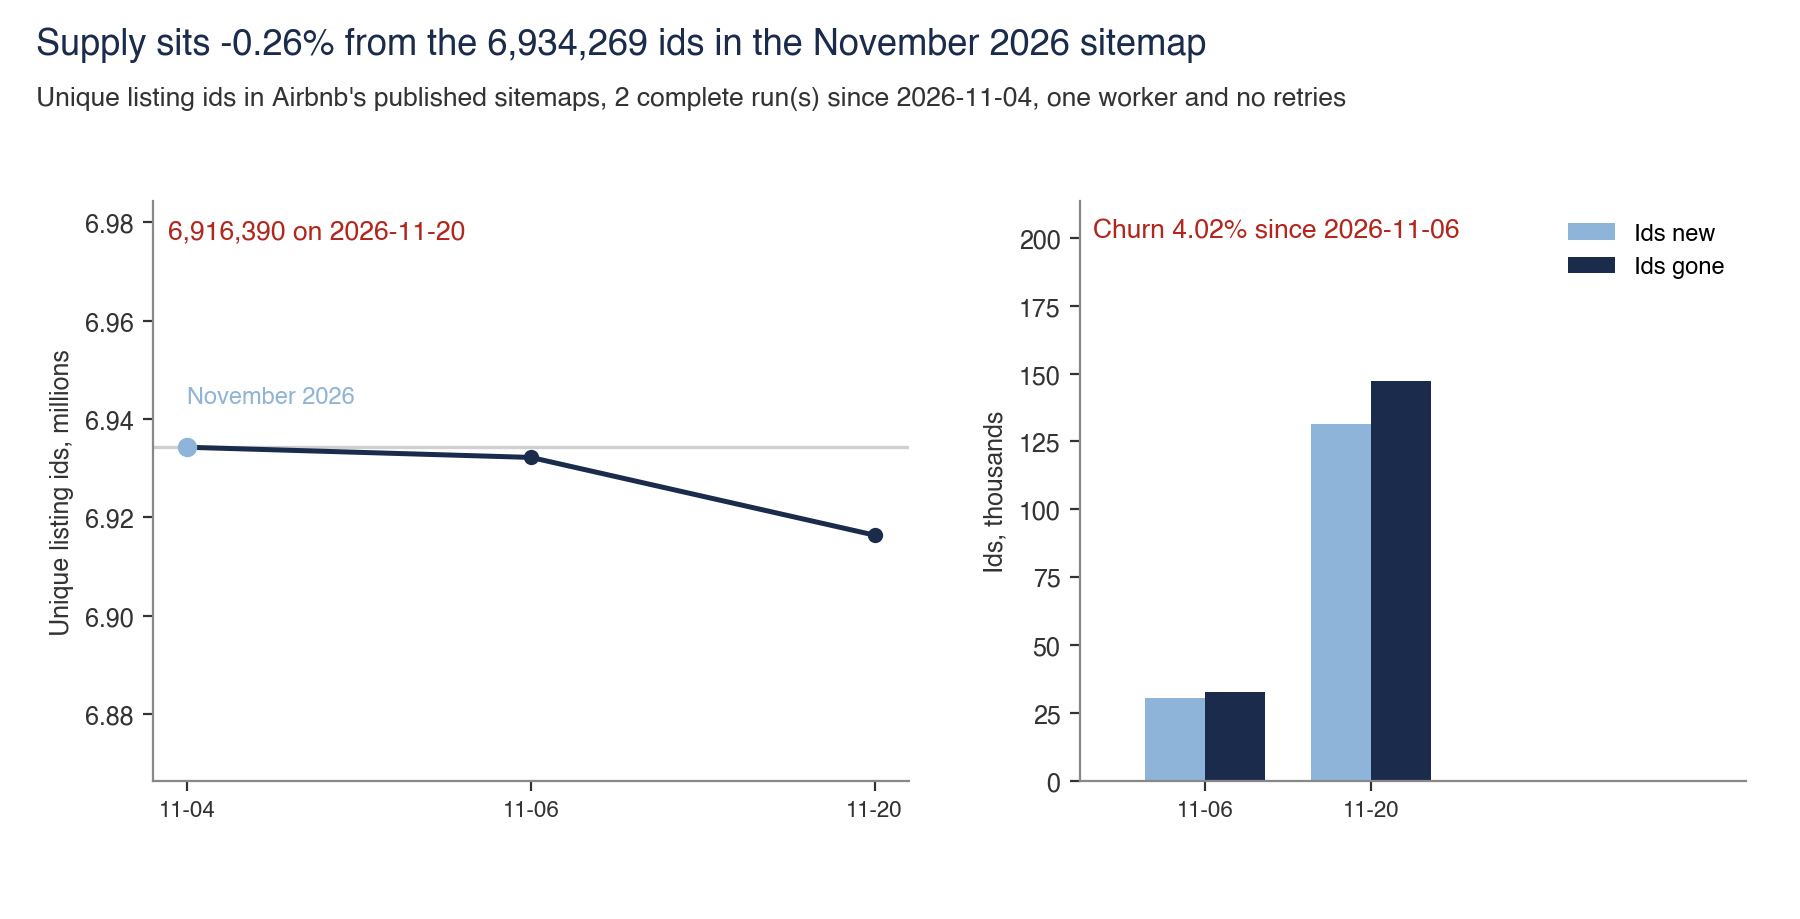 Supply sits -0.26% from the 6,934,269 ids in the November 2026 sitemap
Unique listing ids in Airbnb's published sitemaps, 2 complete run(s) since 2026-11-04, one worker and no retries
6,916,390 on 2026-11-20
November 2026
Unique listing ids, millions
6.98
6.96
6.94
6.92
6.90
6.88
11-04
11-06
11-20
Churn 4.02% since 2026-11-06
Ids new
Ids gone
Ids, thousands
200
175
150
125
100
75
50
25
0
11-06
11-20